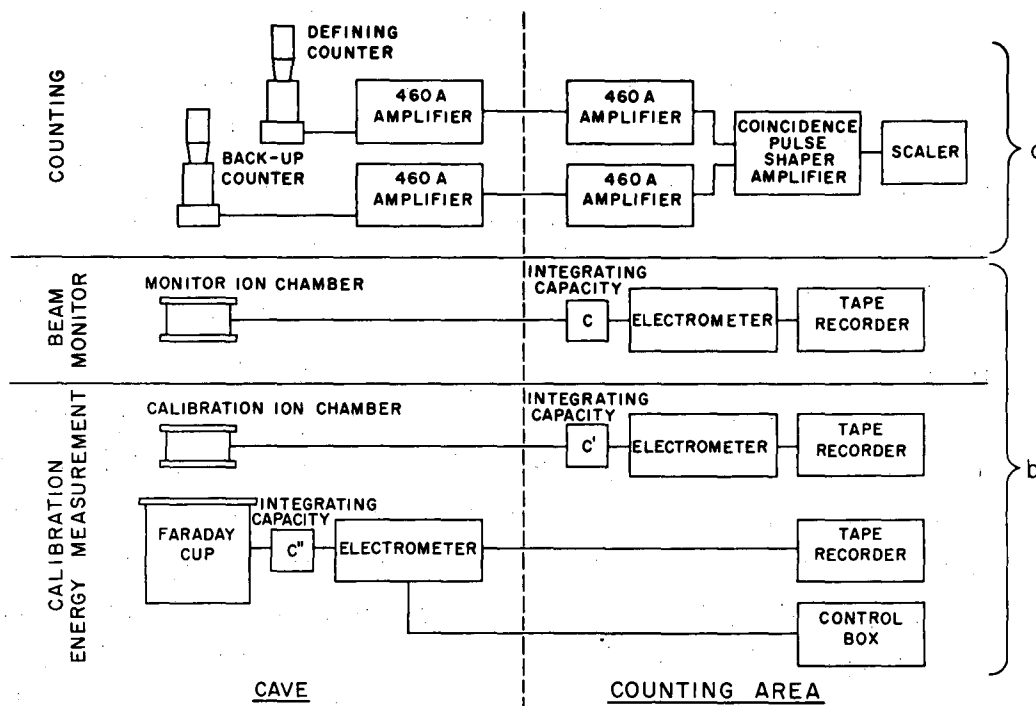 COUNTING
DEFINING
COUNTER
BACK-UP
COUNTER
460 A
AMPLIFIER
460 A
AMPLIFIER
460 A
AMPLIFIER
460 A
AMPLIFIER
COINCIDENCE
PULSE
SHAPER
AMPLIFIER
SCALER
BEAM
MONITOR
MONITOR ION CHAMBER
INTEGRATING
CAPACITY
C
ELECTROMETER
TAPE
RECORDER
CALIBRATION
ENERGY MEASUREMENT
CALIBRATION ION CHAMBER
INTEGRATING
CAPACITY
C'
ELECTROMETER
TAPE
RECORDER
b
FARADAY
CUP
INTEGRATING
CAPACITY
C"
ELECTROMETER
TAPE
RECORDER
CONTROL
BOX
CAVE
COUNTING AREA